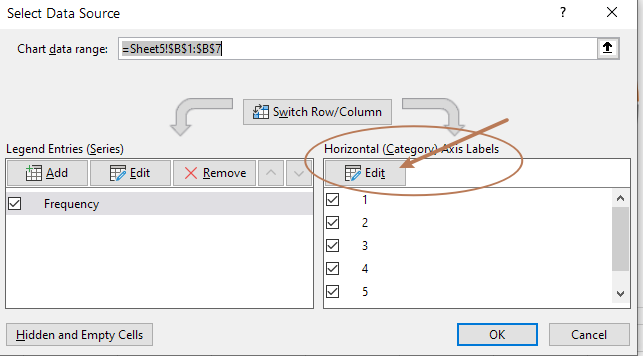 Select Data Source ? ×
Chart data range: =Sheet5!$B$1:$B$7
Switch Row/Column
Legend Entries (Series)
Horizontal (Category) Axis Labels
Add Edit Remove
Edit
Frequency
1
2
3
4
5
Hidden and Empty Cells
OK Cancel